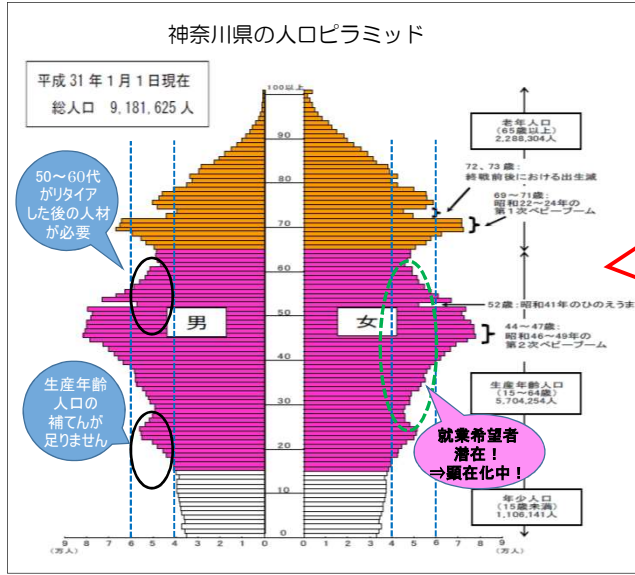 神奈川県の人口ピラミッド
平成31年1月1日現在
総人口 9,181,625人
50～60代
がリタイア
した後の人材
が必要
生産年齢
人口の
補てんが
足りません
100以上
90
80
70
60
50
40
30
20
10
0
男
女
老年人口
(65歳以上)
2,288,304人
72、73歳:
終戦前後における出生減
69～71歳:
昭和22～24年の
第1次ベビーブーム
52歳:昭和41年のひのえうま
44～47歳:
昭和46～49年の
第2次ベビーブーム
生産年齢人口
(15～64歳)
5,704,254人
就業希望者
潜在!
⇒顕在化中!
年少人口
(15歳未満)
1,106,141人
9 8 7 6 5 4 3 2 1 0
0 1 2 3 4 5 6 7 8 9
(万人)
(万人)